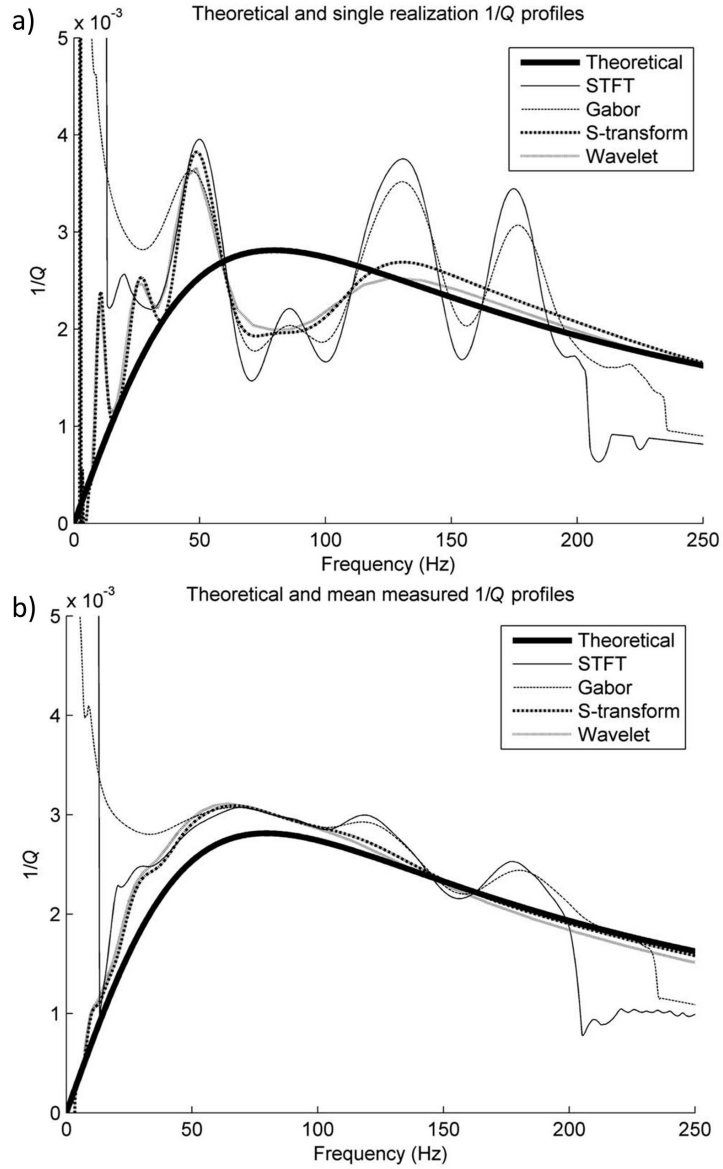 a)
Theoretical and single realization 1/Q profiles
x 10⁻³
5
4
3
2
1
0
1/Q
Theoretical
STFT
Gabor
S-transform
Wavelet
0 50 100 150 200 250
Frequency (Hz)
b)
Theoretical and mean measured 1/Q profiles
x 10⁻³
5
4
3
2
1
0
1/Q
Theoretical
STFT
Gabor
S-transform
Wavelet
0 50 100 150 200 250
Frequency (Hz)